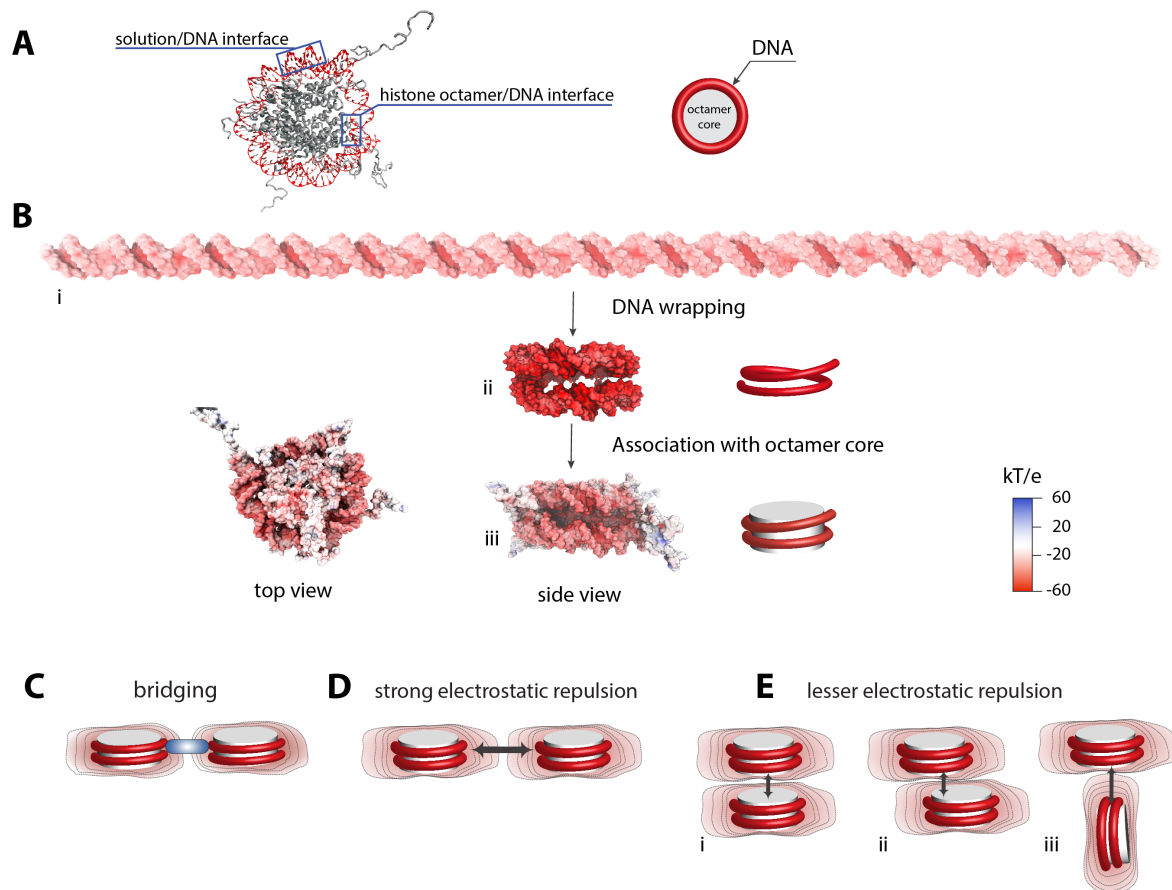 A
solution/DNA interface
histone octamer/DNA interface
DNA
octamer
core
B
i
DNA wrapping
ii
Association with octamer core
iii
top view
side view
kT/e
60
20
-20
-60
C
bridging
D
strong electrostatic repulsion
E
lesser electrostatic repulsion
i
ii
iii